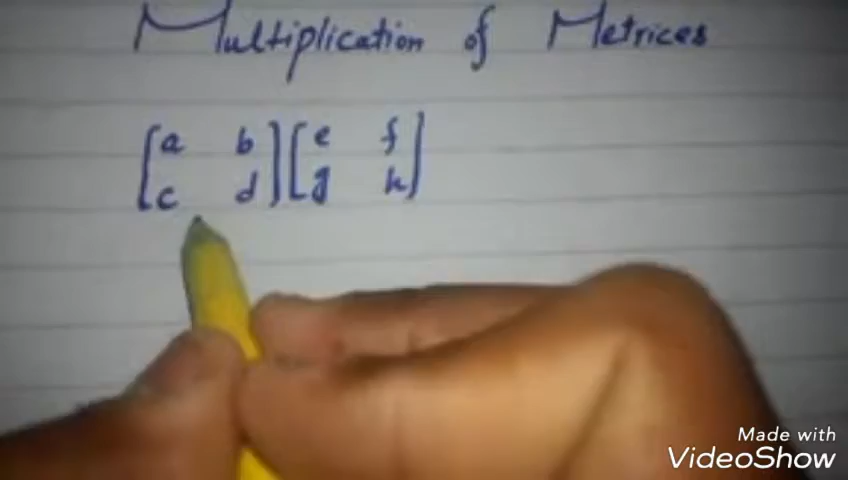 Multiplication of Metrices
[a b] [e f]
[c d] [g h]
Made with
VideoShow